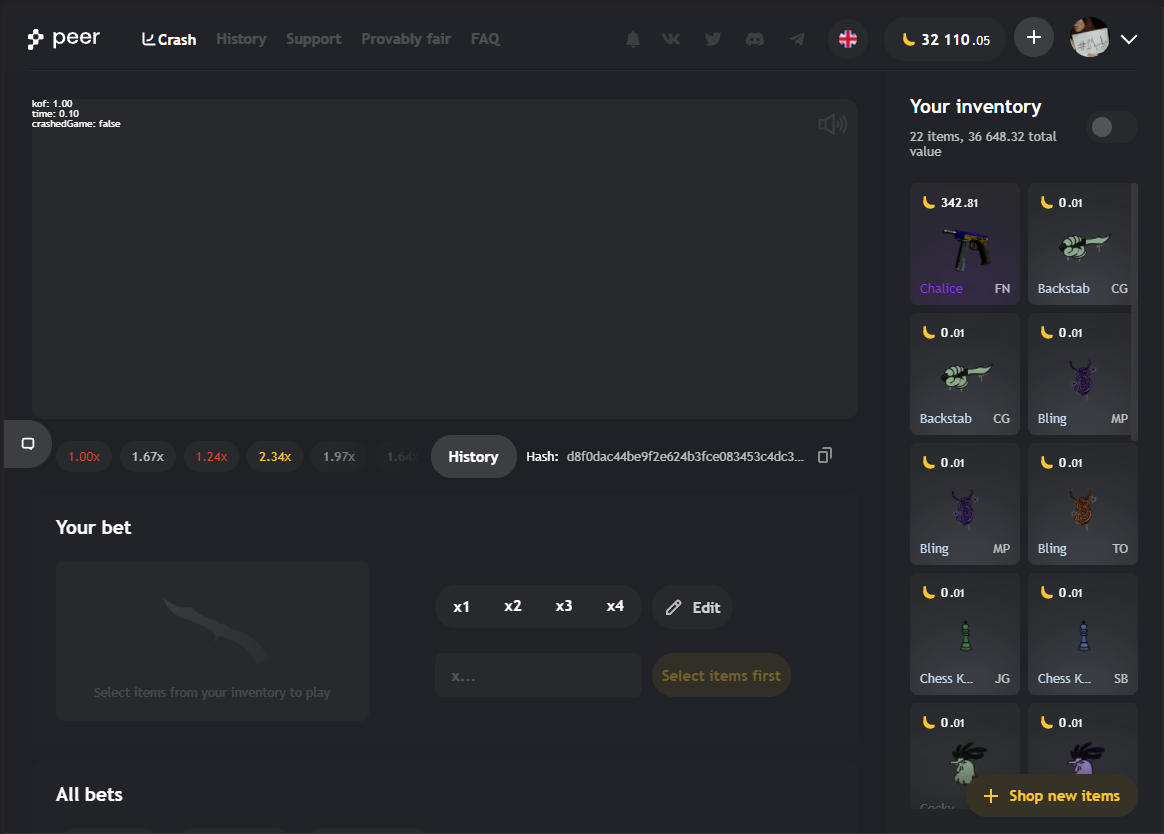 peer
Crash
History
Support
Provably fair
FAQ
32 110.05
kof: 1.00
time: 0.10
crashedGame: false
1.00x
1.67x
1.24x
2.34x
1.97x
1.64x
History
Hash: d8f0dac44be9f2e624b3fce083453c4dc3...
Your bet
Select items from your inventory to play
x1
x2
x3
x4
Edit
x...
Select items first
All bets
Your inventory
22 items, 36 648.32 total
value
342.81
Chalice FN
0.01
Backstab CG
0.01
Backstab CG
0.01
Bling MP
0.01
Bling MP
0.01
Bling TO
0.01
Chess K... JG
0.01
Chess K... SB
0.01
Cocky
0.01
Shop new items